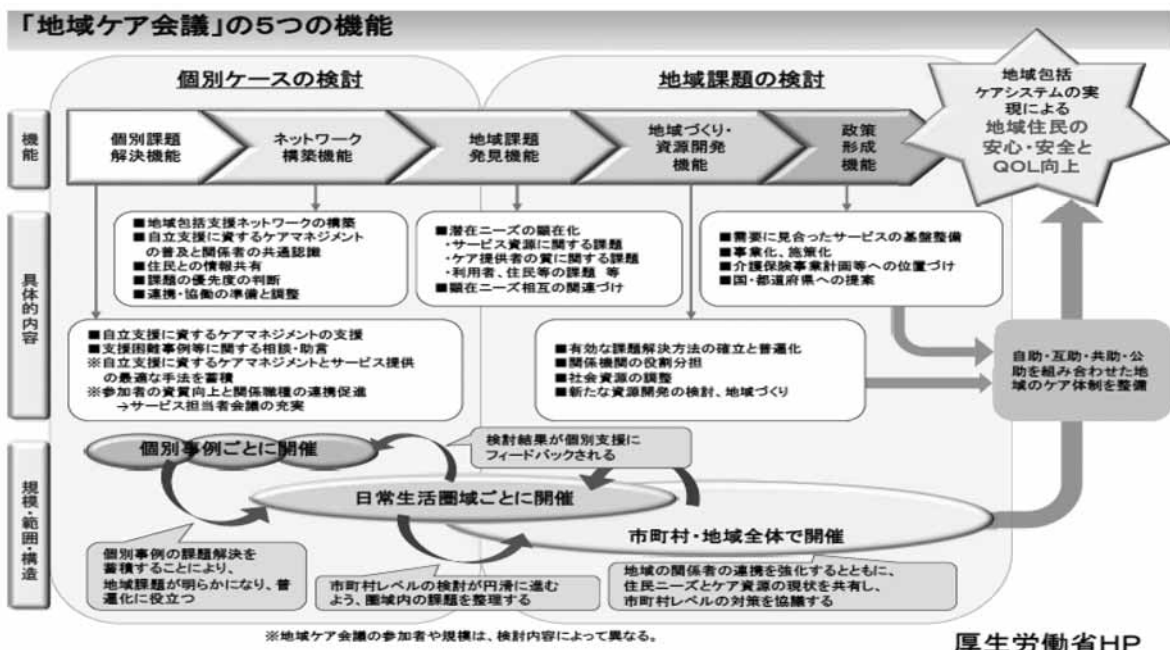 「地域ケア会議」の5つの機能
個別ケースの検討
地域課題の検討
機能
個別課題
解決機能
ネットワーク
構築機能
地域課題
発見機能
地域づくり・
資源開発
機能
政策
形成
機能
地域包括
ケアシステムの実
現による
地域住民の
安心・安全と
QOL向上
具体的内容
■地域包括支援ネットワークの構築
■自立支援に資するケアマネジメント
の普及と関係者の共通認識
■住民との情報共有
■課題の優先度の判断
■連携・協働の準備と調整
■潜在ニーズの顕在化
・サービス資源に関する課題
・ケア提供者の質に関する課題
・利用者、住民等の課題 等
■顕在ニーズ相互の関連づけ
■需要に見合ったサービスの基盤整備
■事業化、施策化
■介護保険事業計画等への位置づけ
■国・都道府県への提案
■自立支援に資するケアマネジメントの支援
■支援困難事例等に関する相談・助言
※自立支援に資するケアマネジメントとサービス提供
の最適な手法を蓄積
※参加者の資質向上と関係職種の連携促進
→サービス担当者会議の充実
■有効な課題解決方法の確立と普遍化
■関係機関の役割分担
■社会資源の調整
■新たな資源開発の検討、地域づくり
自助・互助・共助・公
助を組み合わせた地
域のケア体制を整備
規模・範囲・構造
個別事例ごとに開催
検討結果が個別支援に
フィードバックされる
日常生活圏域ごとに開催
市町村・地域全体で開催
個別事例の課題解決を
蓄積することにより、
地域課題が明らかになり、普
遍化に役立つ
市町村レベルの検討が円滑に進む
よう、圏域内の課題を整理する
地域の関係者の連携を強化するとともに、
住民ニーズとケア資源の現状を共有し、
市町村レベルの対策を協議する
※地域ケア会議の参加者や規模は、検討内容によって異なる。
厚生労働省HP